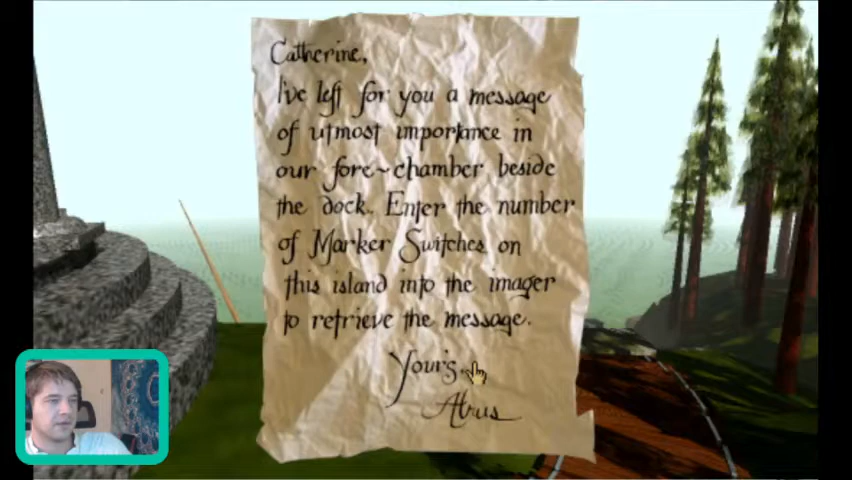 Catherine,
I've left for you a message
of utmost importance in
our fore~chamber beside
the dock. Enter the number
of Marker Switches on
this island into the imager
to retrieve the message.
Yours,
Atrus